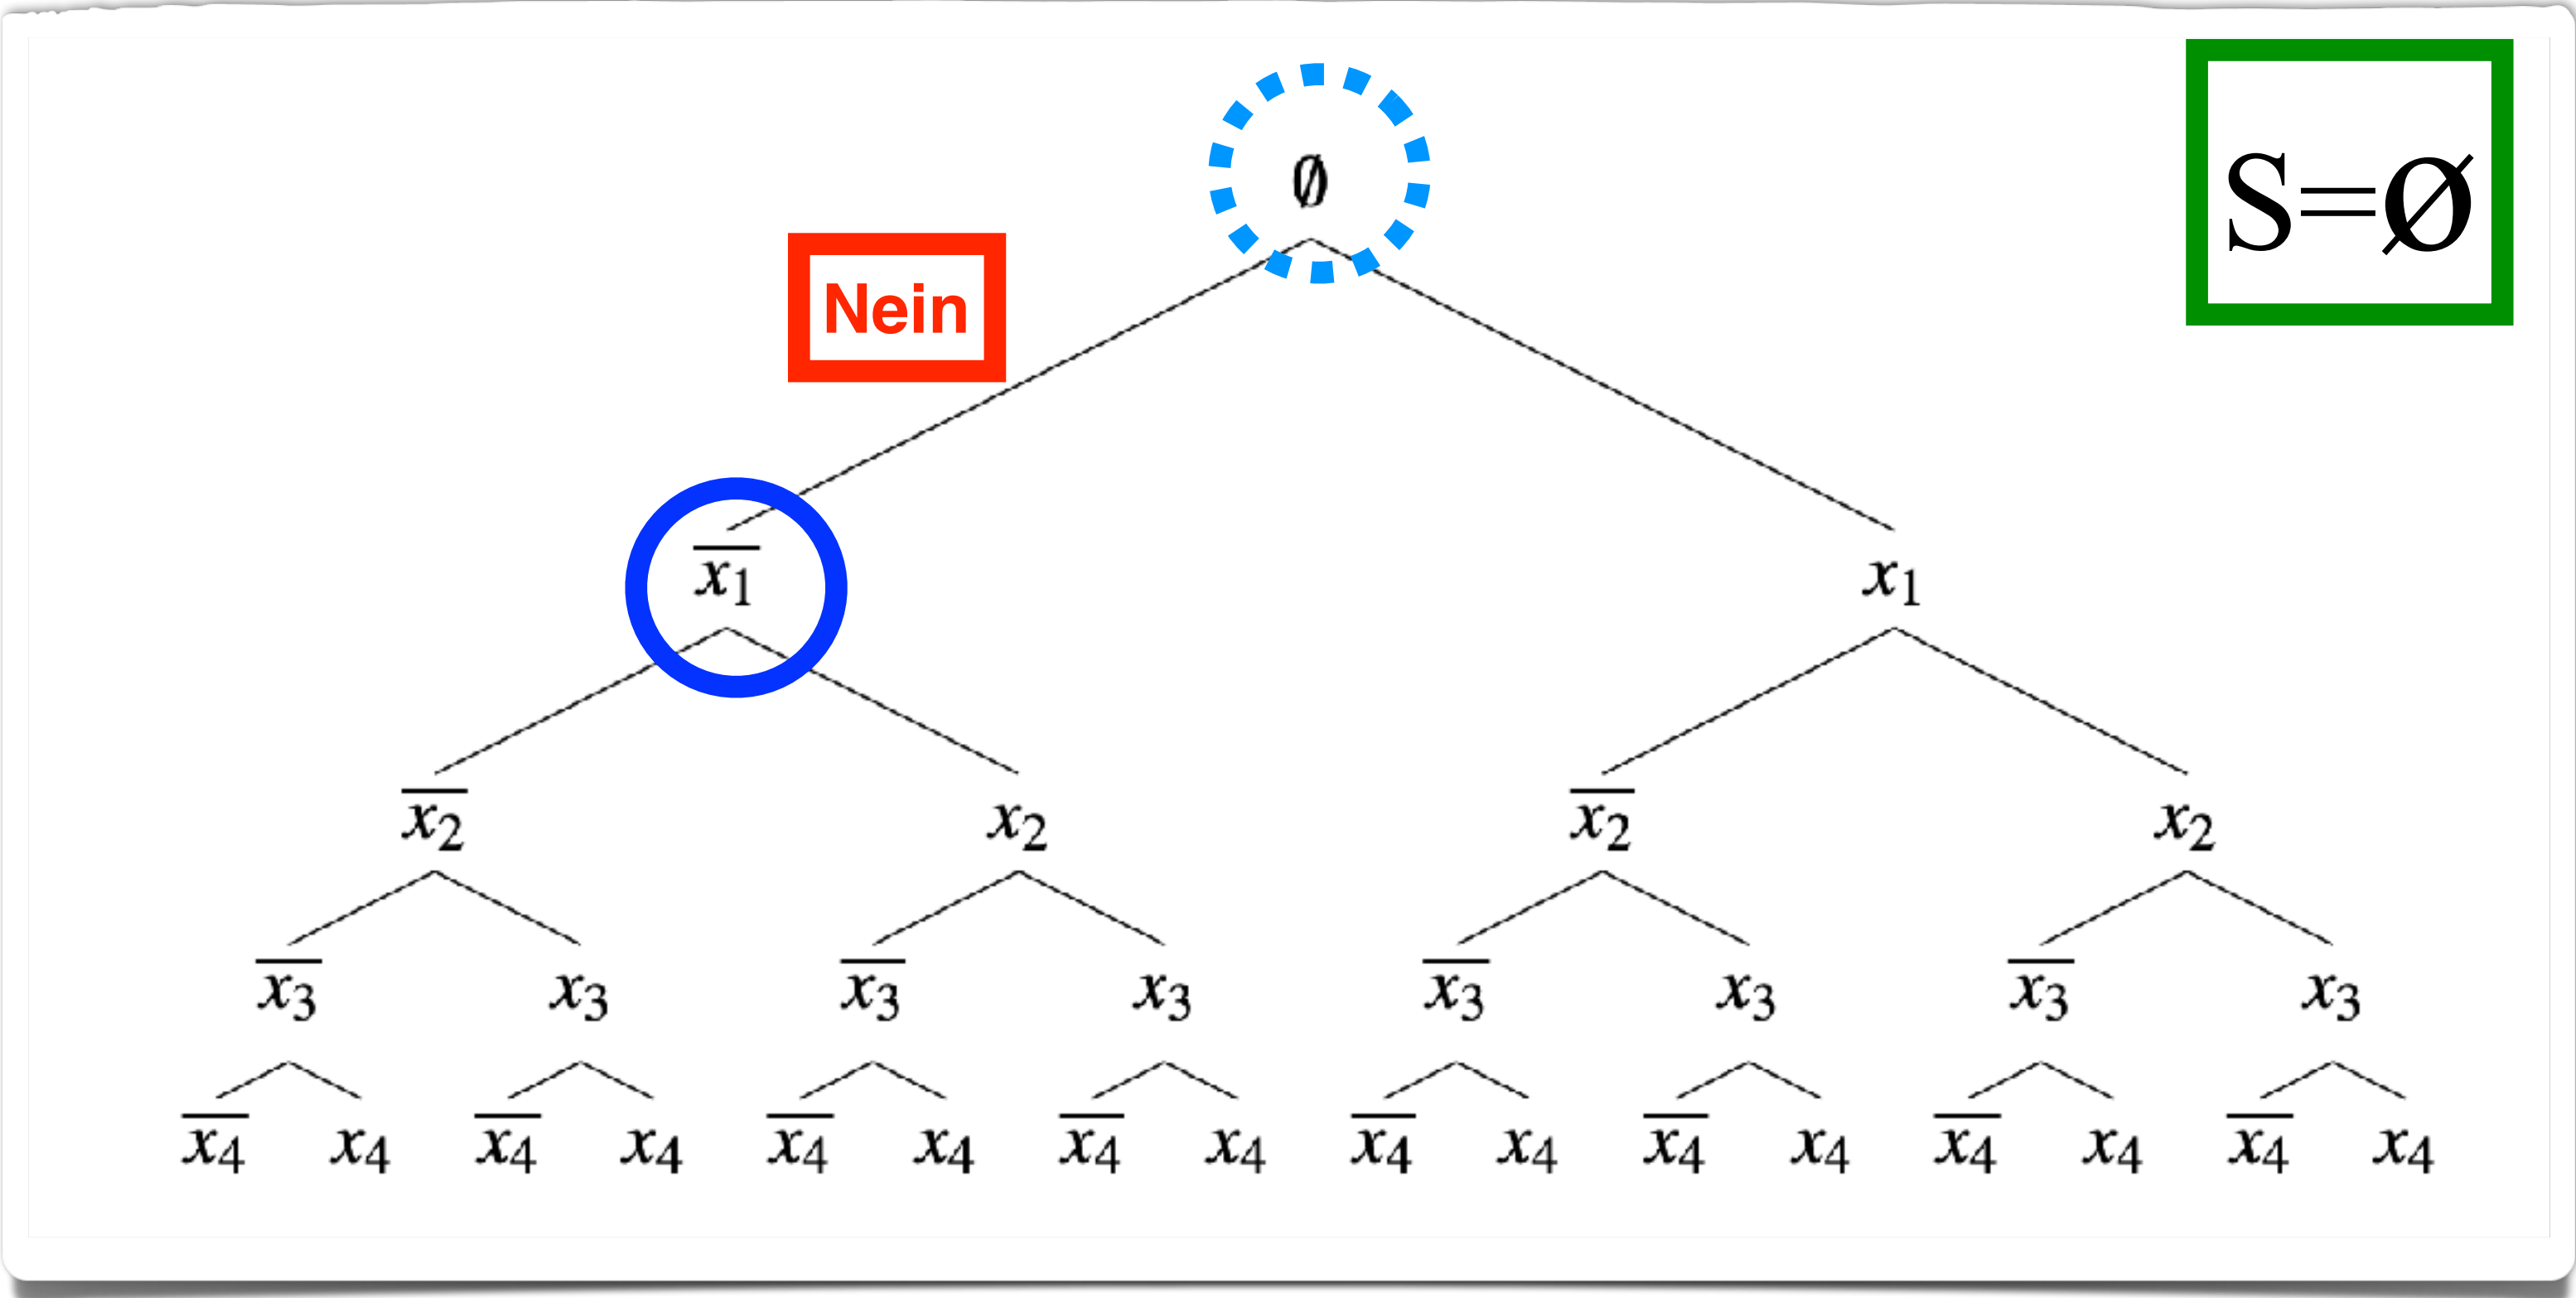 ∅
S=Ø
Nein
x̅₁ x₁
x̅₂ x₂ x̅₂ x₂
x̅₃ x₃ x̅₃ x₃ x̅₃ x₃ x̅₃ x₃
x̅₄ x₄ x̅₄ x₄ x̅₄ x₄ x̅₄ x₄ x̅₄ x₄ x̅₄ x₄ x̅₄ x₄ x̅₄ x₄